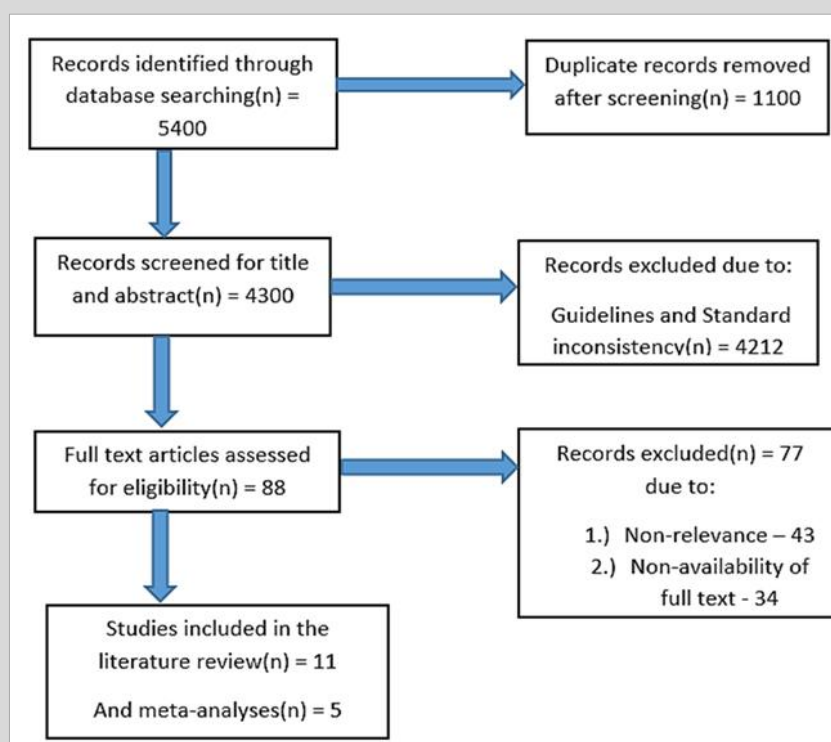 Records identified through
database searching(n) =
5400
Duplicate records removed
after screening(n) = 1100
Records screened for title
and abstract(n) = 4300
Records excluded due to:
Guidelines and Standard
inconsistency(n) = 4212
Full text articles assessed
for eligibility(n) = 88
Records excluded(n) = 77
due to:
1.) Non-relevance – 43
2.) Non-availability of
full text - 34
Studies included in the
literature review(n) = 11
And meta-analyses(n) = 5